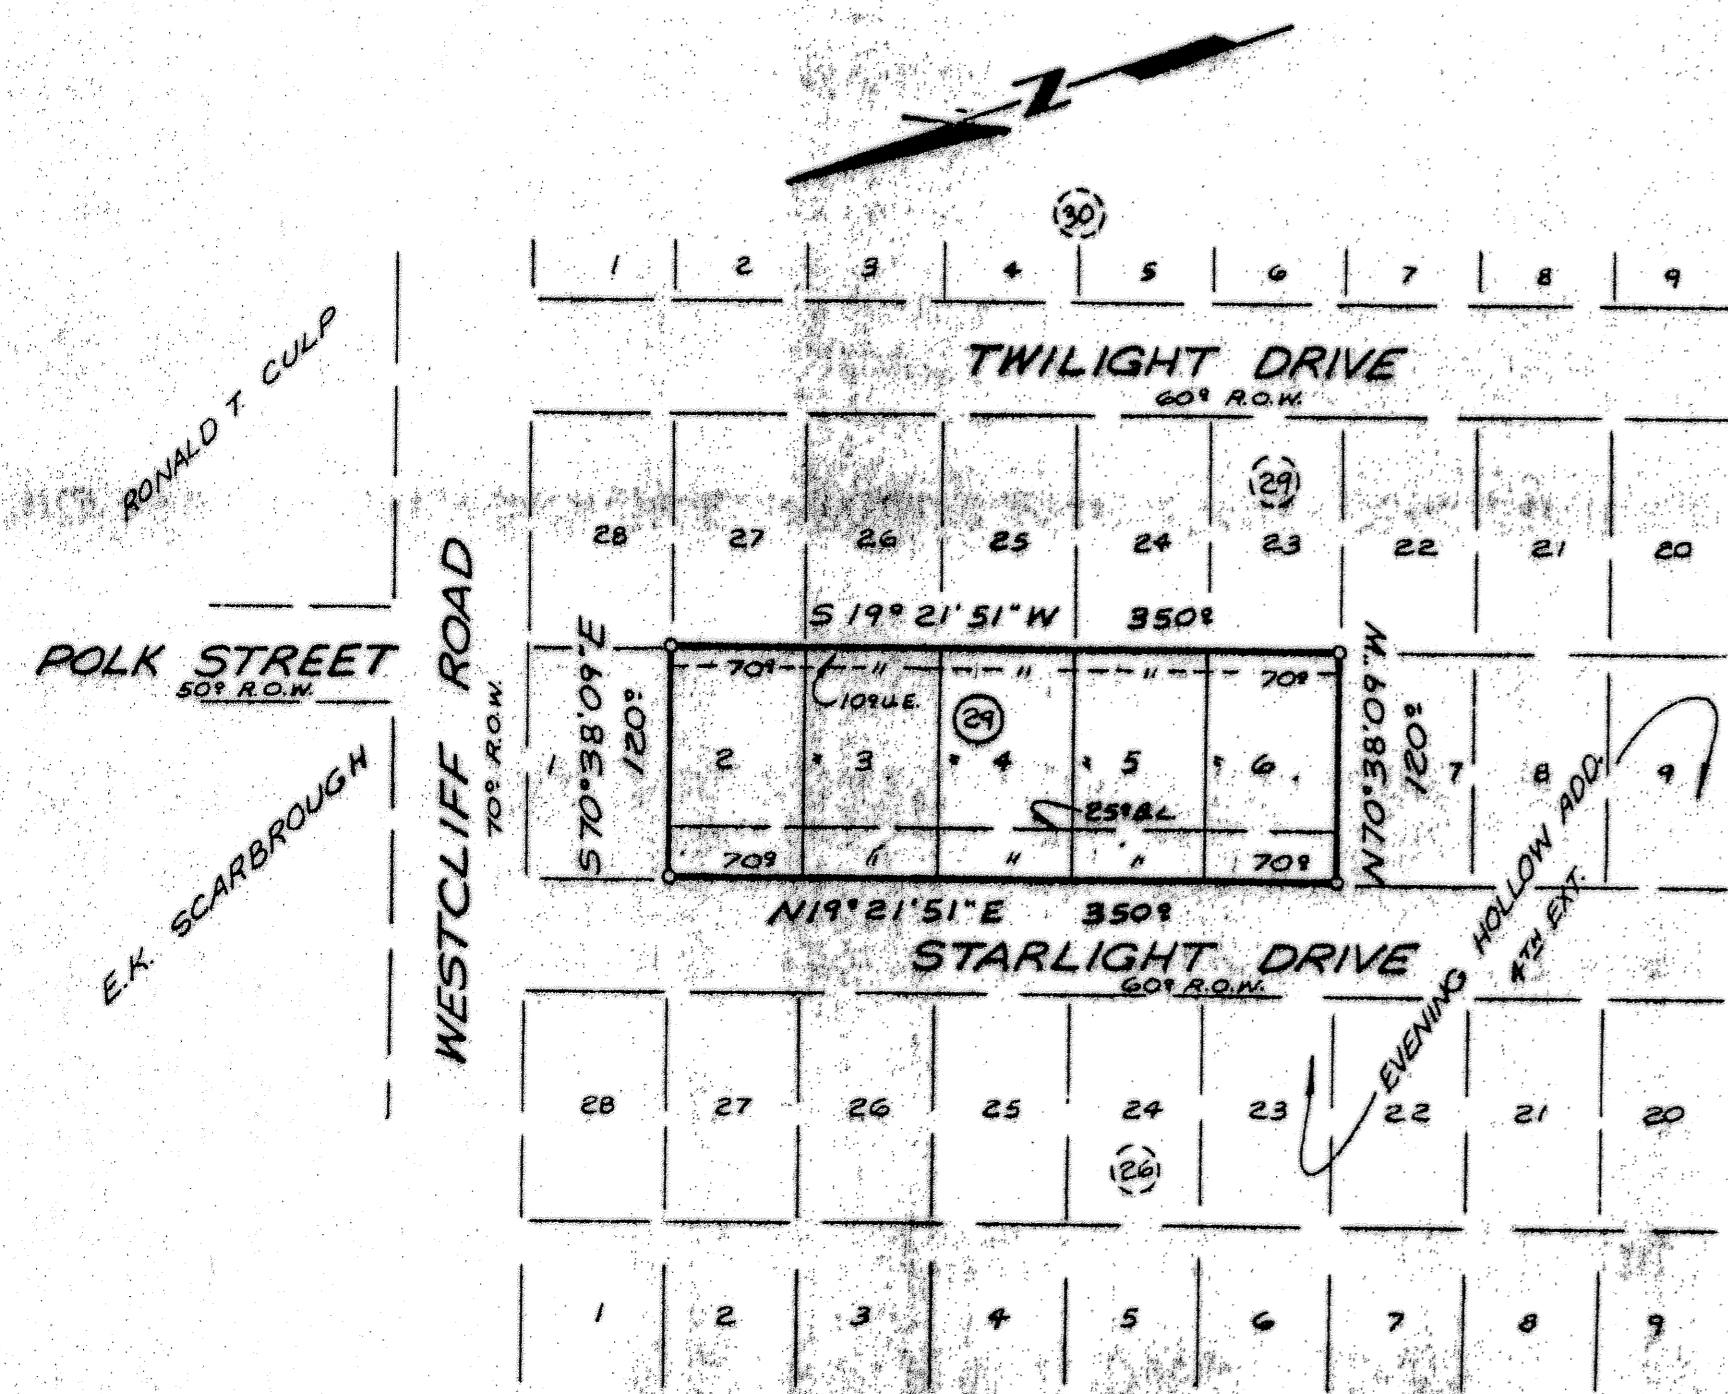 N
30
1 2 3 4 5 6 7 8 9
TWILIGHT DRIVE
60° R.O.W.
RONALD T. CULP
29
28 27 26 25 24 23 22 21 20
S 19° 21' 51" W 350°
POLK STREET
50° R.O.W.
WESTCLIFF ROAD
70° R.O.W.
S 70° 38' 09" E
120°
N 70° 38' 09" W
120°
70° " " " 70°
10° U.E.
29
1 2 3 4 5 6 7 8 9
25° B.L.
70° " " " 70°
N 19° 21' 51" E 350°
STARLIGHT DRIVE
60° R.O.W.
E.K. SCARBROUGH
EVENING HOLLOW ADD.
4TH EXT.
28 27 26 25 24 23 22 21 20
26
1 2 3 4 5 6 7 8 9